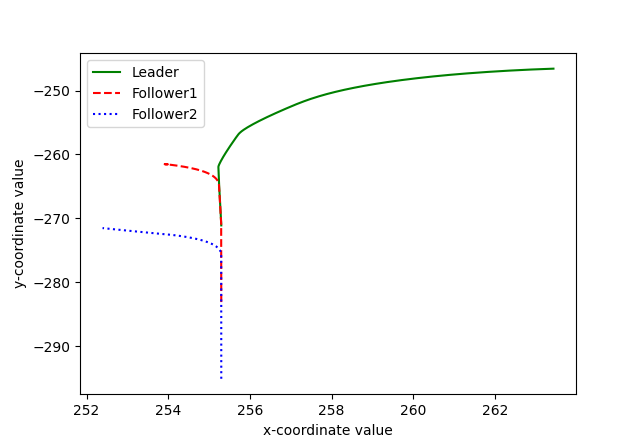 Leader
Follower1
Follower2
−250
−260
−270
−280
−290
y-coordinate value
252 254 256 258 260 262
x-coordinate value